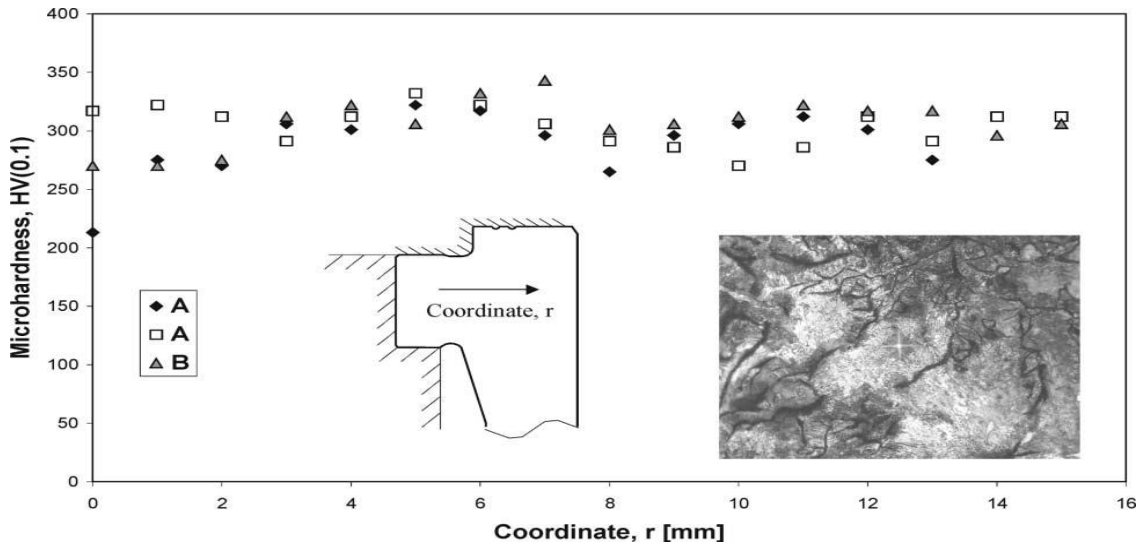 400
350
300
250
200
150
100
50
0
Microhardness, HV(0.1)
A
A
B
Coordinate, r
0 2 4 6 8 10 12 14 16
Coordinate, r [mm]